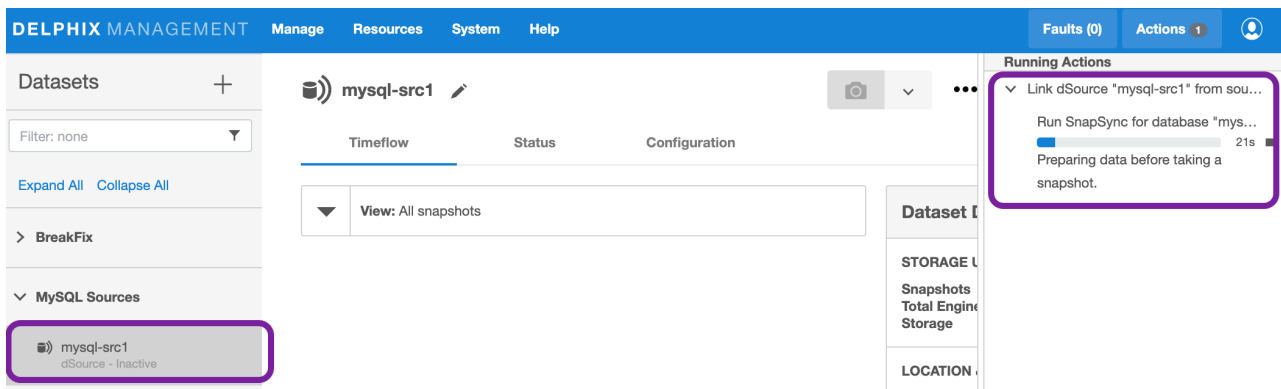 DELPHIX MANAGEMENT Manage Resources System Help Faults (0) Actions 1
Datasets
Filter: none
Expand All Collapse All
BreakFix
MySQL Sources
mysql-src1
dSource - Inactive
mysql-src1
Timeflow Status Configuration
View: All snapshots
Dataset
STORAGE
Snapshots
Total Engine
Storage
LOCATION
Running Actions
Link dSource "mysql-src1" from sou...
Run SnapSync for database "mys...
21s
Preparing data before taking a
snapshot.